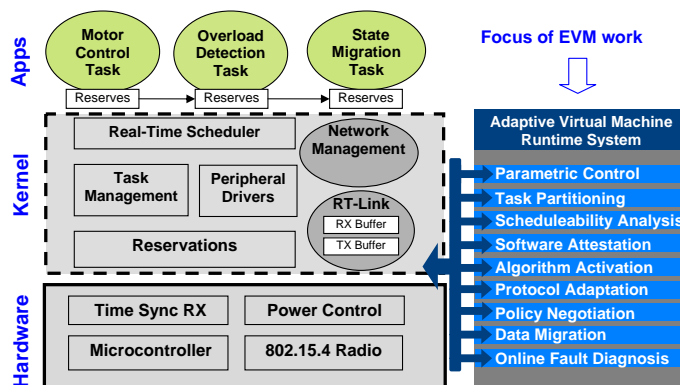 Apps
Motor
Control
Task
Overload
Detection
Task
State
Migration
Task
Reserves
Reserves
Reserves
Focus of EVM work
Kernel
Real-Time Scheduler
Network
Management
Task
Management
Peripheral
Drivers
RT-Link
RX Buffer
TX Buffer
Reservations
Hardware
Time Sync RX
Power Control
Microcontroller
802.15.4 Radio
Adaptive Virtual Machine
Runtime System
Parametric Control
Task Partitioning
Scheduleability Analysis
Software Attestation
Algorithm Activation
Protocol Adaptation
Policy Negotiation
Data Migration
Online Fault Diagnosis